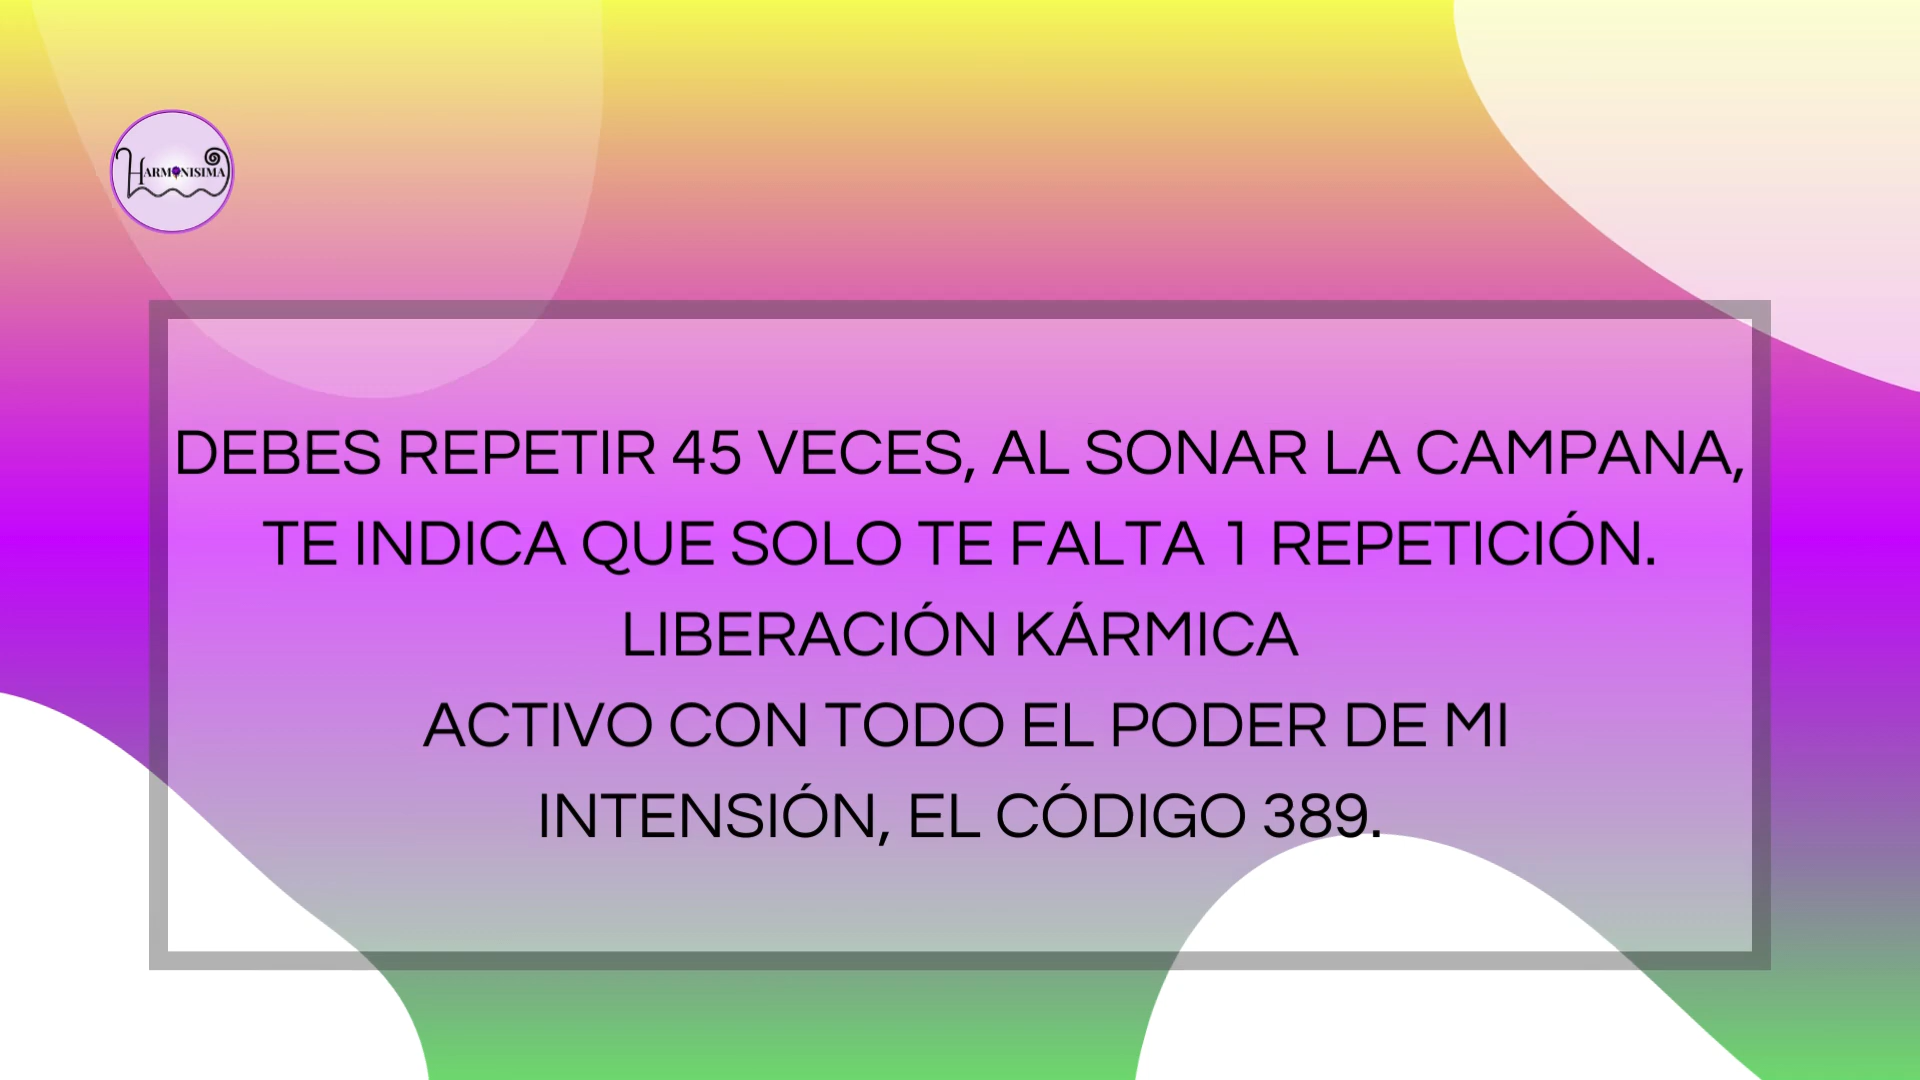 HARMONISIMA
DEBES REPETIR 45 VECES, AL SONAR LA CAMPANA,
TE INDICA QUE SOLO TE FALTA 1 REPETICIÓN.
LIBERACIÓN KÁRMICA
ACTIVO CON TODO EL PODER DE MI
INTENSIÓN, EL CÓDIGO 389.